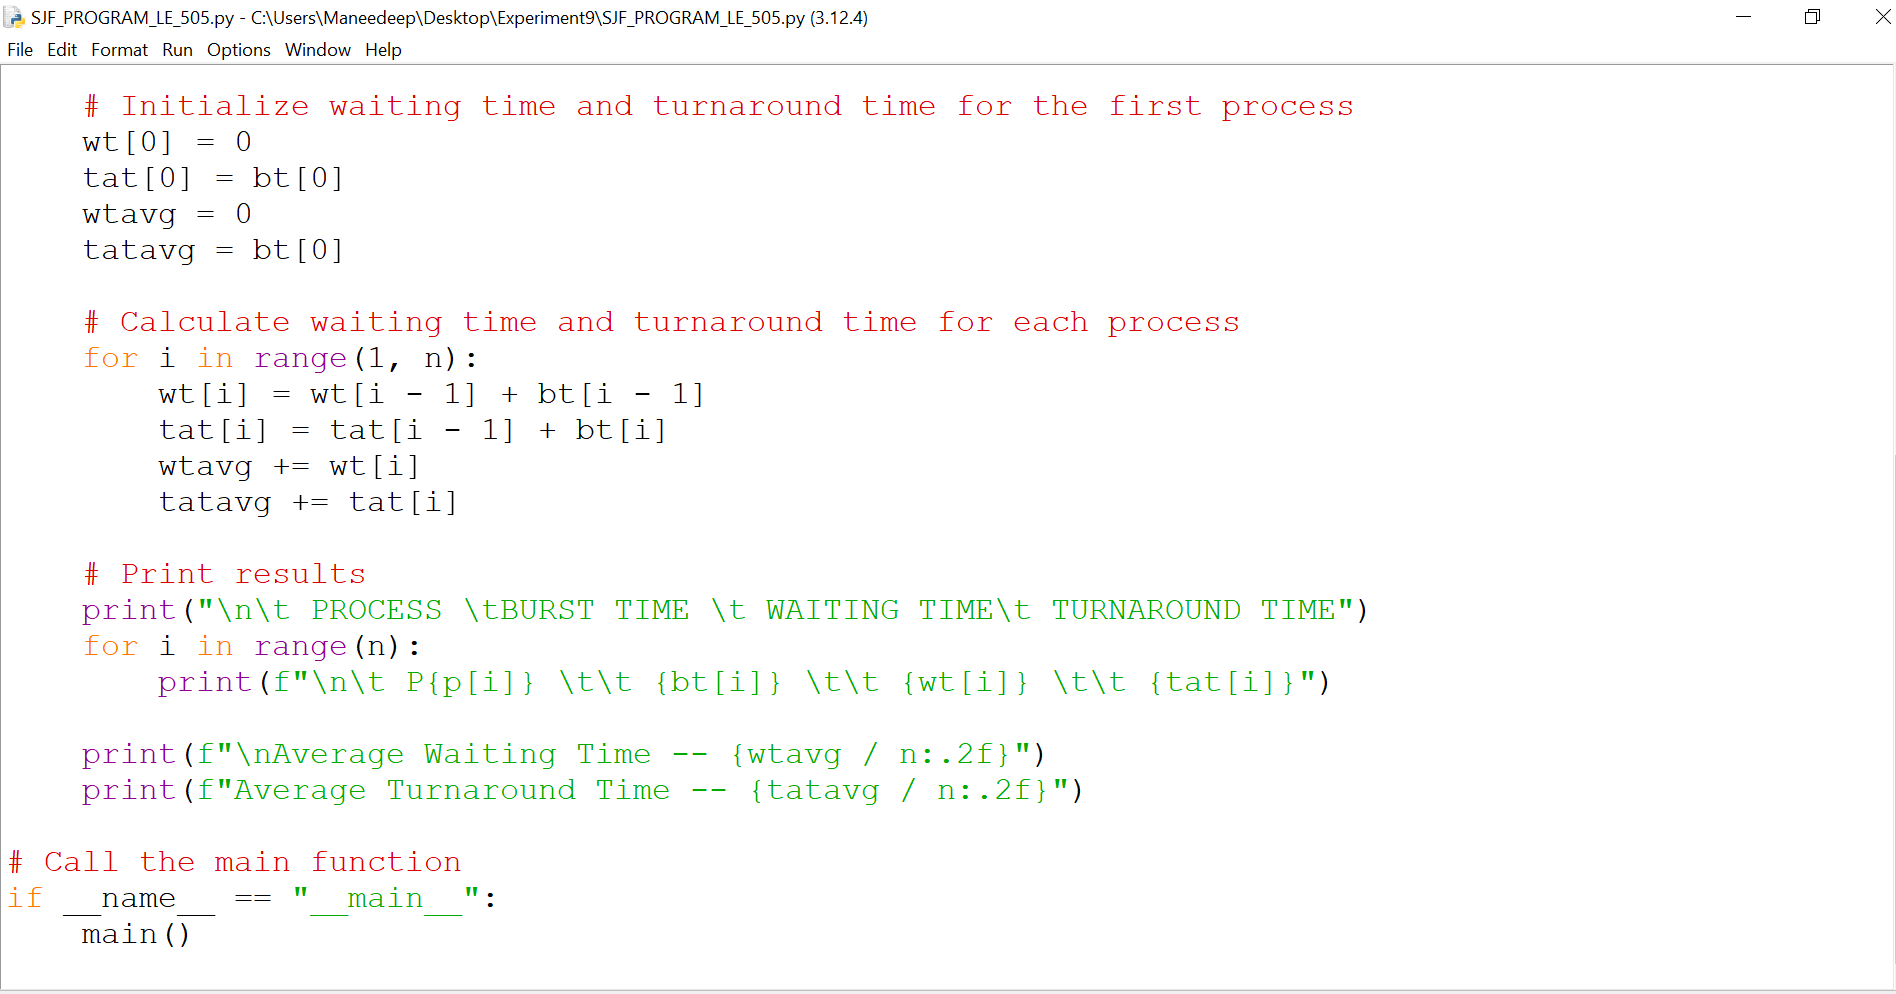 SJF_PROGRAM_LE_505.py - C:\Users\Maneedeep\Desktop\Experiment9\SJF_PROGRAM_LE_505.py (3.12.4)
File Edit Format Run Options Window Help
    # Initialize waiting time and turnaround time for the first process
    wt[0] = 0
    tat[0] = bt[0]
    wtavg = 0
    tatavg = bt[0]

    # Calculate waiting time and turnaround time for each process
    for i in range(1, n):
        wt[i] = wt[i - 1] + bt[i - 1]
        tat[i] = tat[i - 1] + bt[i]
        wtavg += wt[i]
        tatavg += tat[i]

    # Print results
    print("\n\t PROCESS \tBURST TIME \t WAITING TIME\t TURNAROUND TIME")
    for i in range(n):
        print(f"\n\t P{p[i]} \t\t {bt[i]} \t\t {wt[i]} \t\t {tat[i]}")

    print(f"\nAverage Waiting Time -- {wtavg / n:.2f}")
    print(f"Average Turnaround Time -- {tatavg / n:.2f}")

# Call the main function
if __name__ == "__main__":
    main()